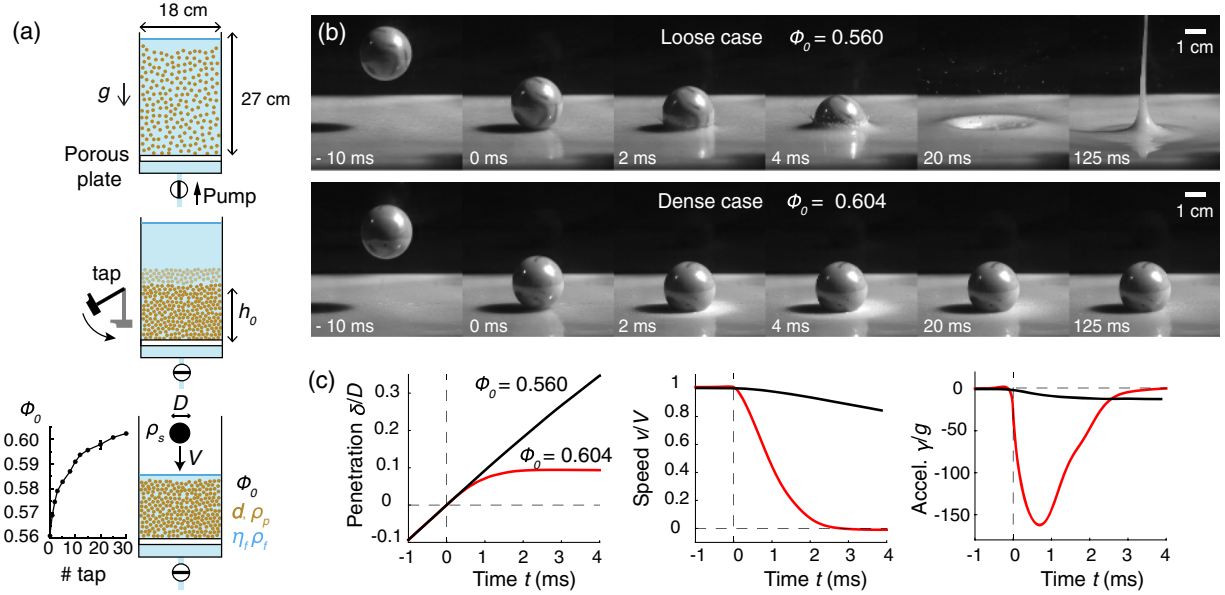 (a)
18 cm
g
27 cm
Porous
plate
Pump
tap
h₀
Φ₀
0.60
0.59
0.58
0.57
0.56
0 10 20 30
# tap
D
ρₛ
V
Φ₀
d, ρₚ
η_f ρ_f
(b)
Loose case Φ₀ = 0.560
1 cm
- 10 ms
0 ms
2 ms
4 ms
20 ms
125 ms
Dense case Φ₀ = 0.604
1 cm
- 10 ms
0 ms
2 ms
4 ms
20 ms
125 ms
(c)
Penetration δ/D
0.3
0.2
0.1
0
-0.1
Φ₀ = 0.560
Φ₀ = 0.604
-1 0 1 2 3 4
Time t (ms)
Speed v/V
1
0.8
0.6
0.4
0.2
0
-1 0 1 2 3 4
Time t (ms)
Accel. γ/g
0
-50
-100
-150
-1 0 1 2 3 4
Time t (ms)